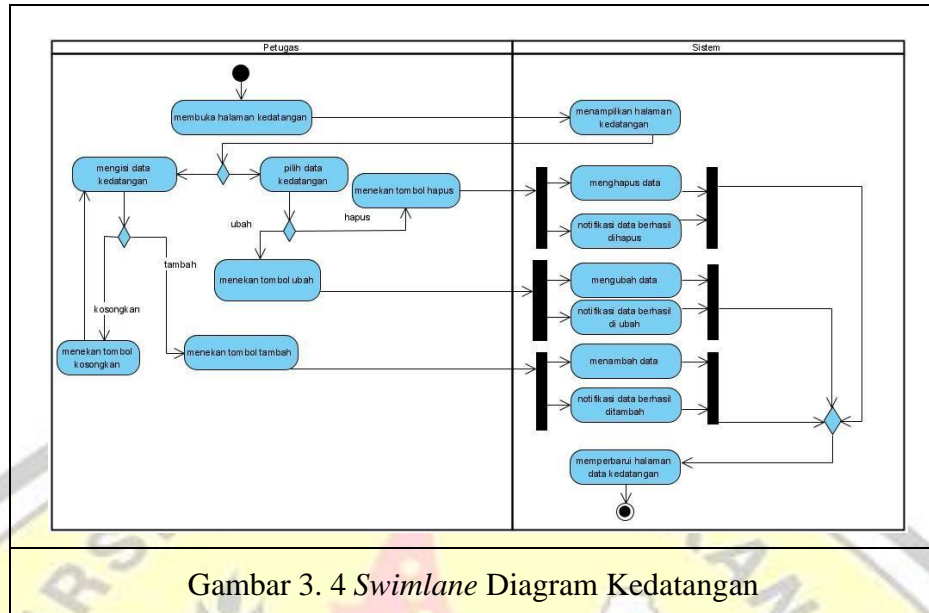 Petugas
Sistem
membuka halaman kedatangan
menampilkan halaman
kedatangan
mengisi data
kedatangan
pilih data
kedatangan
menekan tombol hapus
menghapus data
ubah
hapus
notifikasi data berhasil
dihapus
tambah
menekan tombol ubah
mengubah data
kosongkan
notifikasi data berhasil
di ubah
menekan tombol
kosongkan
menekan tombol tambah
menambah data
notifikasi data berhasil
ditambah
memperbarui halaman
data kedatangan
Gambar 3. 4 Swimlane Diagram Kedatangan